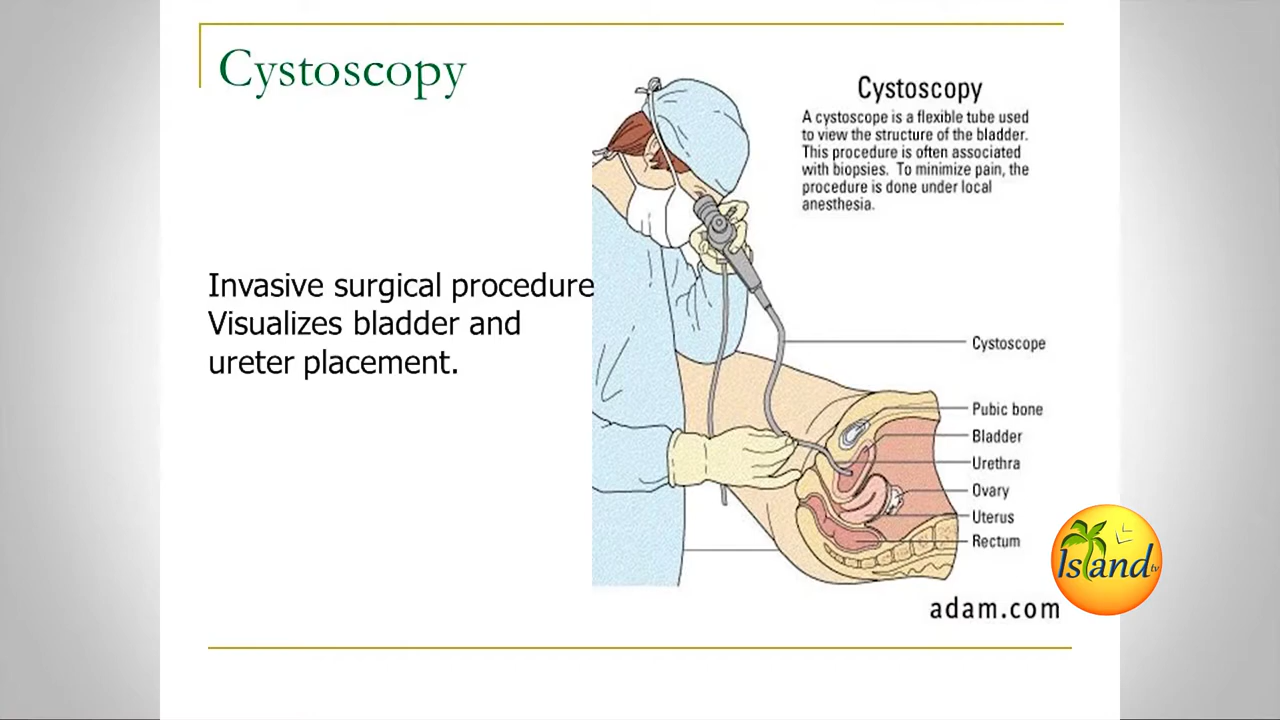 Cystoscopy
Invasive surgical procedure
Visualizes bladder and
ureter placement.
Cystoscopy
A cystoscope is a flexible tube used
to view the structure of the bladder.
This procedure is often associated
with biopsies. To minimize pain, the
procedure is done under local
anesthesia.
Cystoscope
Pubic bone
Bladder
Urethra
Ovary
Uterus
Rectum
Island tv
adam.com